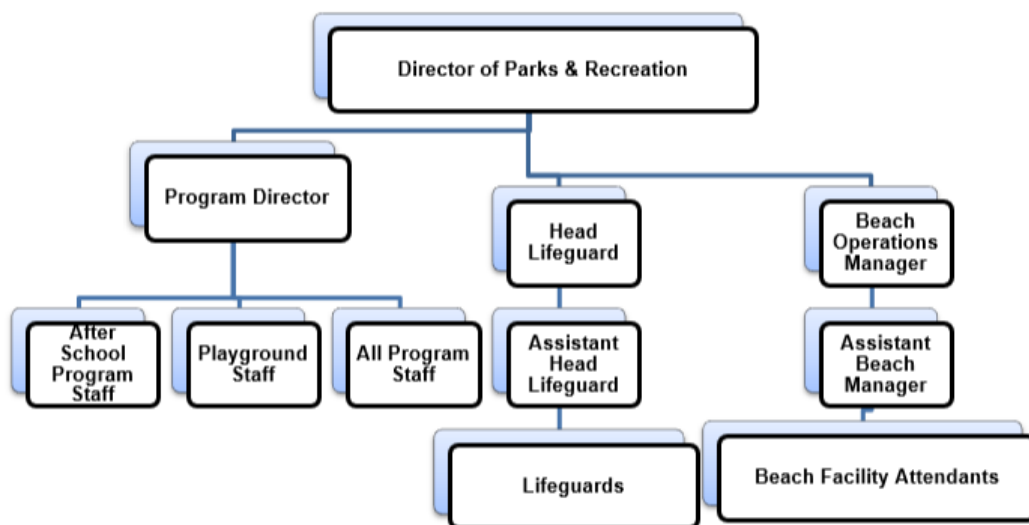 Director of Parks & Recreation
Program Director
Head
Lifeguard
Beach
Operations
Manager
After
School
Program
Staff
Playground
Staff
All Program
Staff
Assistant
Head
Lifeguard
Assistant
Beach
Manager
Lifeguards
Beach Facility Attendants